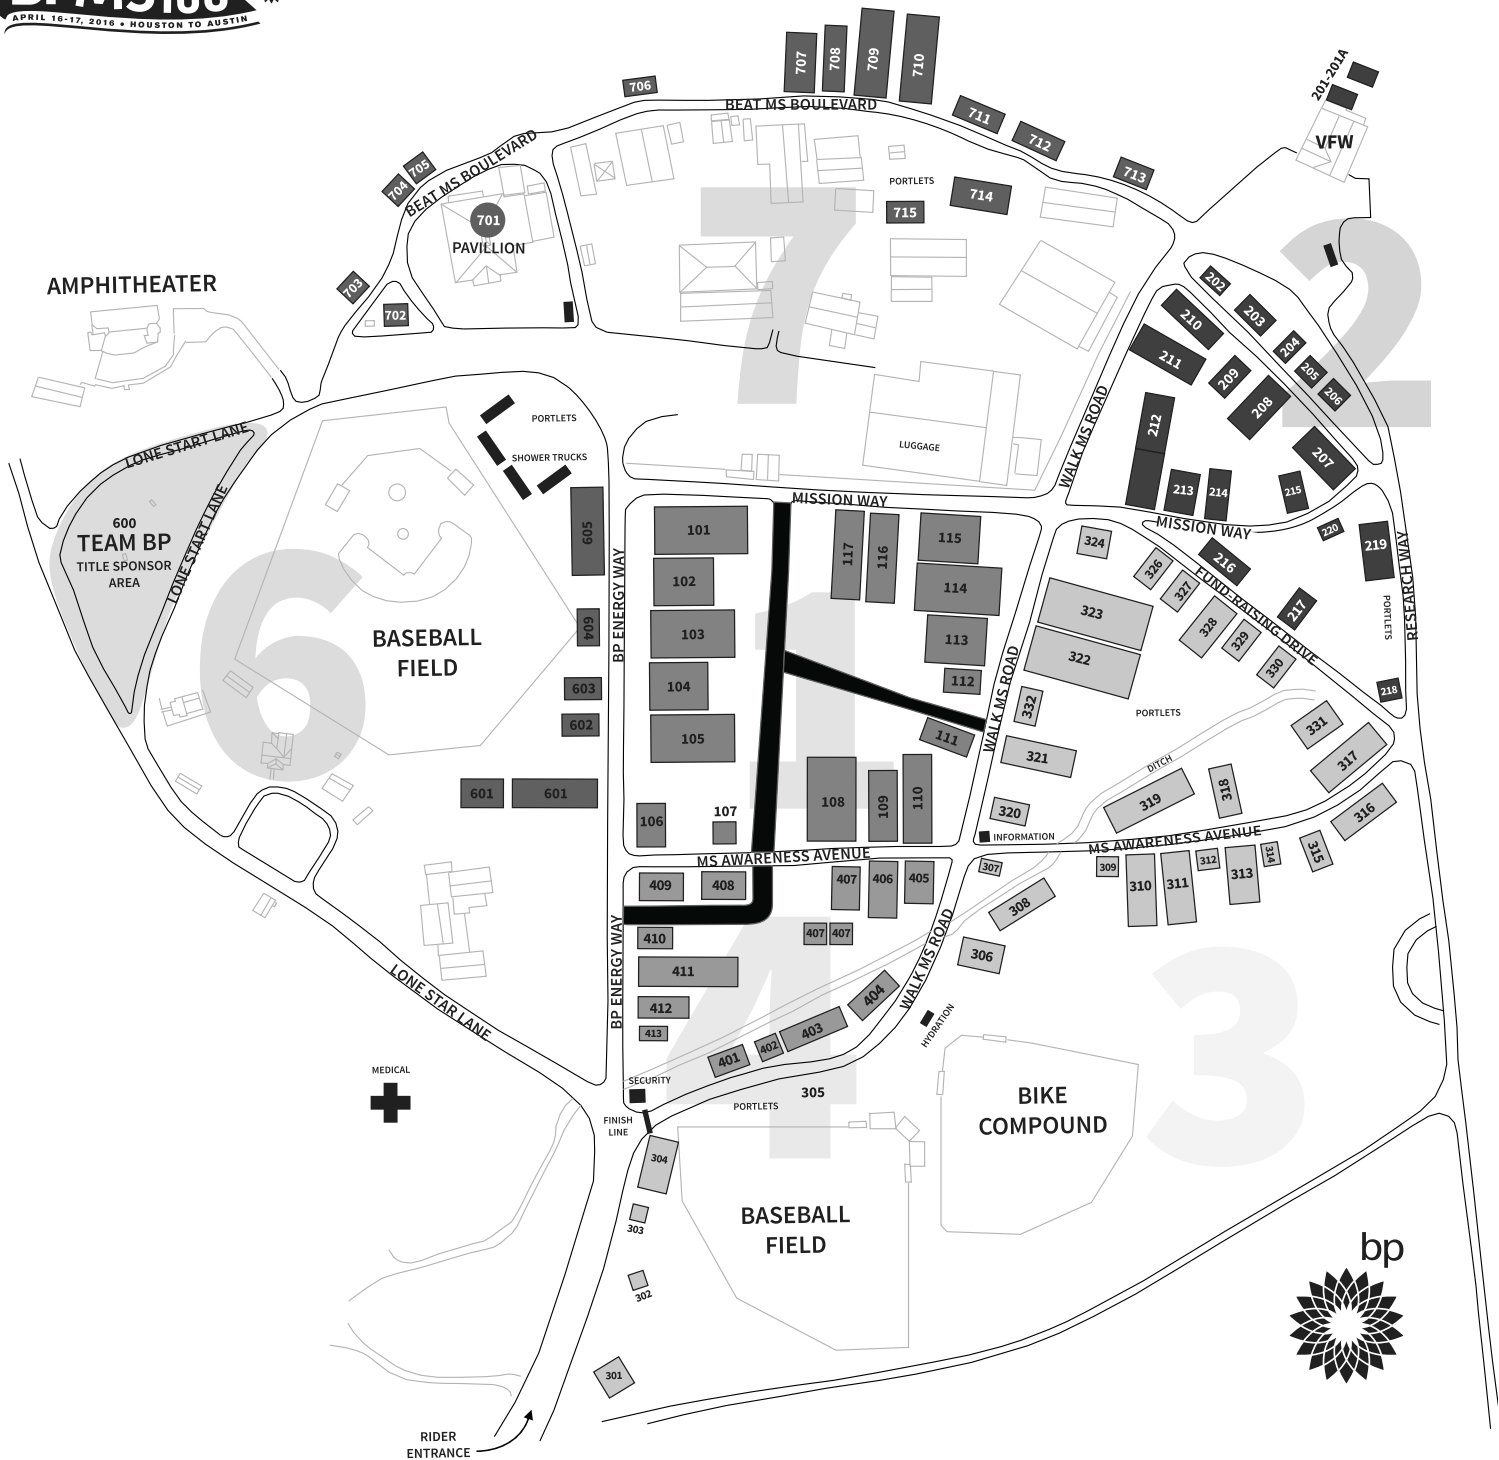 APRIL 16-17, 2016 • HOUSTON TO AUSTIN
707
708
709
710
706
BEAT MS BOULEVARD
711
712
713
201-201A
VFW
705
704
BEAT MS BOULEVARD
701
PAVILLION
PORTLETS
714
715
7
2
AMPHITHEATER
703
702
202
203
204
205
206
210
211
209
208
207
212
213
214
215
WALK MS ROAD
LUGGAGE
PORTLETS
SHOWER TRUCKS
LONE START LANE
LONE START LANE
600
TEAM BP
TITLE SPONSOR
AREA
6
BASEBALL
FIELD
605
604
603
602
601
601
BP ENERGY WAY
MISSION WAY
MISSION WAY
220
219
216
217
218
PORTLETS
RESEARCH WAY
FUND-RAISING DRIVE
101
102
103
104
105
106
107
1
117
116
115
114
113
112
111
108
109
110
WALK MS ROAD
324
326
327
328
329
330
323
322
332
321
320
PORTLETS
331
317
DITCH
319
318
316
INFORMATION
MS AWARENESS AVENUE
MS AWARENESS AVENUE
307
309
310
311
312
313
314
315
308
306
3
409
408
407
406
405
407
407
410
411
412
413
4
BP ENERGY WAY
WALK MS ROAD
404
403
402
401
HYDRATION
LONE STAR LANE
MEDICAL
SECURITY
PORTLETS
305
FINISH
LINE
304
303
302
301
BIKE
COMPOUND
BASEBALL
FIELD
bp
RIDER
ENTRANCE